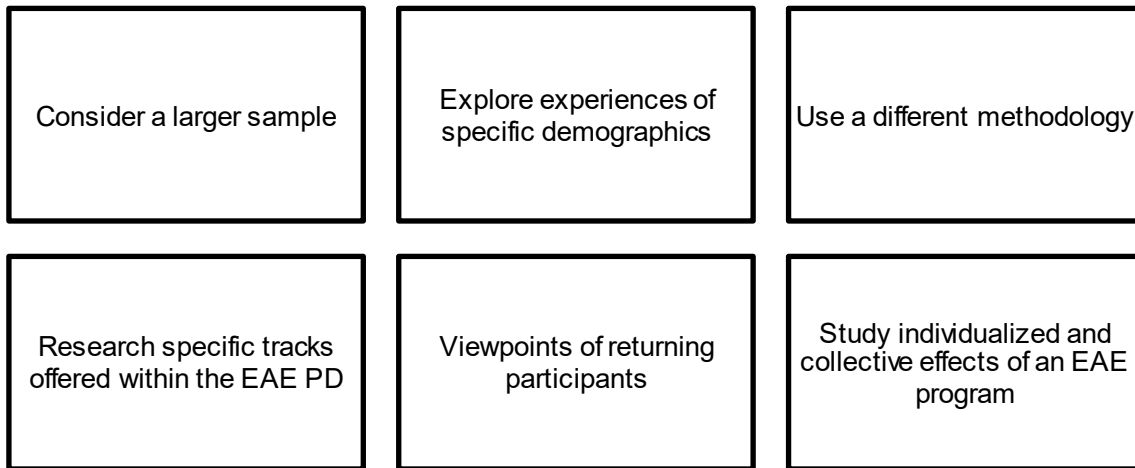 Consider a larger sample
Explore experiences of
specific demographics
Use a different methodology
Research specific tracks
offered within the EAE PD
Viewpoints of returning
participants
Study individualized and
collective effects of an EAE
program